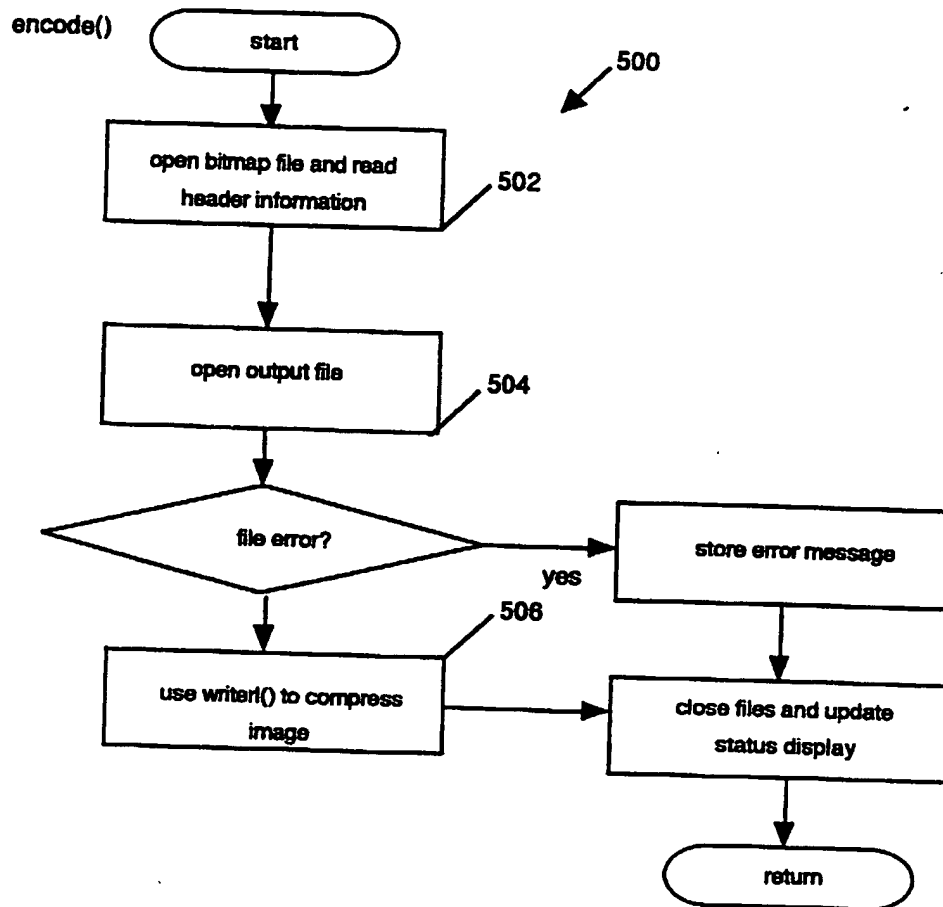 encode()
start
500
open bitmap file and read
header information
502
open output file
504
file error?
yes
store error message
506
use writerl() to compress
image
close files and update
status display
return